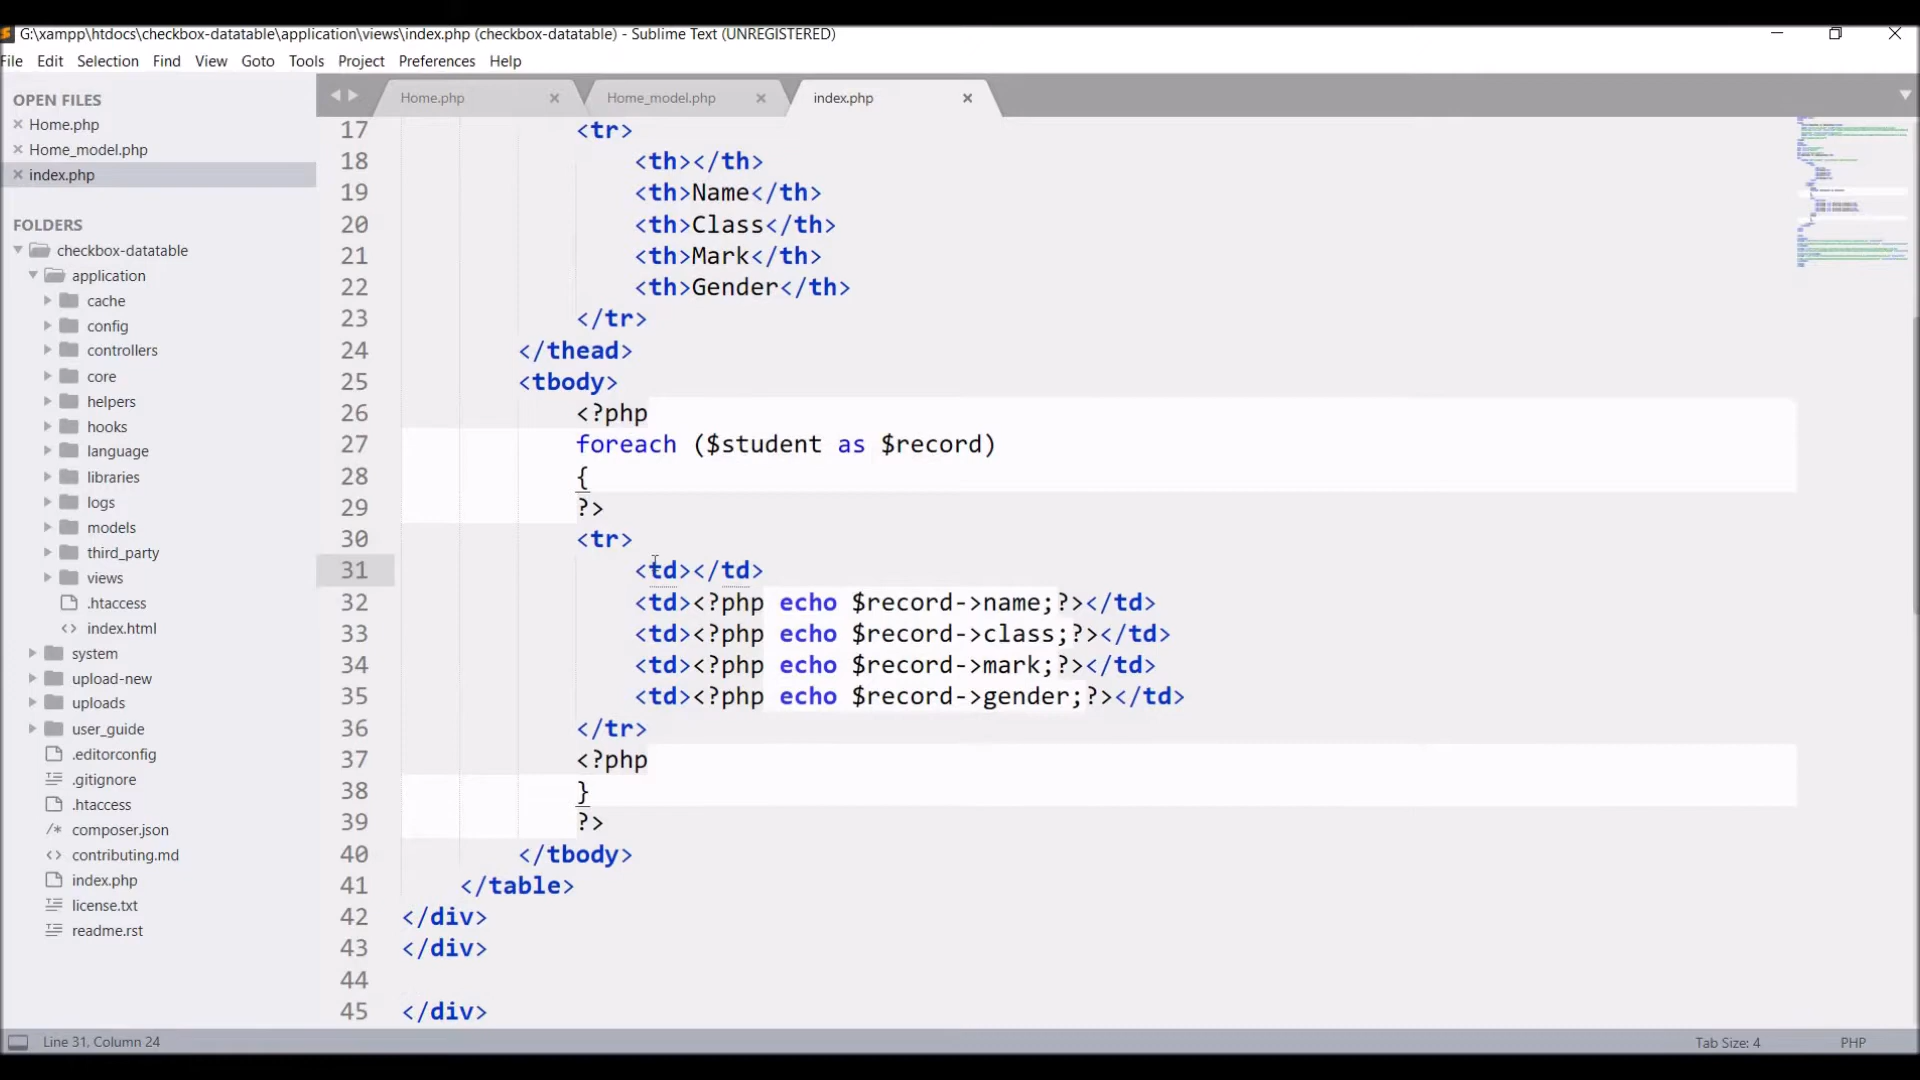 G:\xampp\htdocs\checkbox-datatable\application\views\index.php (checkbox-datatable) - Sublime Text (UNREGISTERED)
File Edit Selection Find View Goto Tools Project Preferences Help
OPEN FILES
Home.php
Home_model.php
index.php
FOLDERS
checkbox-datatable
application
cache
config
controllers
core
helpers
hooks
language
libraries
logs
models
third_party
views
.htaccess
index.html
system
upload-new
uploads
user_guide
.editorconfig
.gitignore
.htaccess
composer.json
contributing.md
index.php
license.txt
readme.rst
Home.php Home_model.php index.php
17 <tr>
18 <th></th>
19 <th>Name</th>
20 <th>Class</th>
21 <th>Mark</th>
22 <th>Gender</th>
23 </tr>
24 </thead>
25 <tbody>
26 <?php
27 foreach ($student as $record)
28 {
29 ?>
30 <tr>
31 <td></td>
32 <td><?php echo $record->name;?></td>
33 <td><?php echo $record->class;?></td>
34 <td><?php echo $record->mark;?></td>
35 <td><?php echo $record->gender;?></td>
36 </tr>
37 <?php
38 }
39 ?>
40 </tbody>
41 </table>
42 </div>
43 </div>
44
45 </div>
Line 31, Column 24 Tab Size: 4 PHP